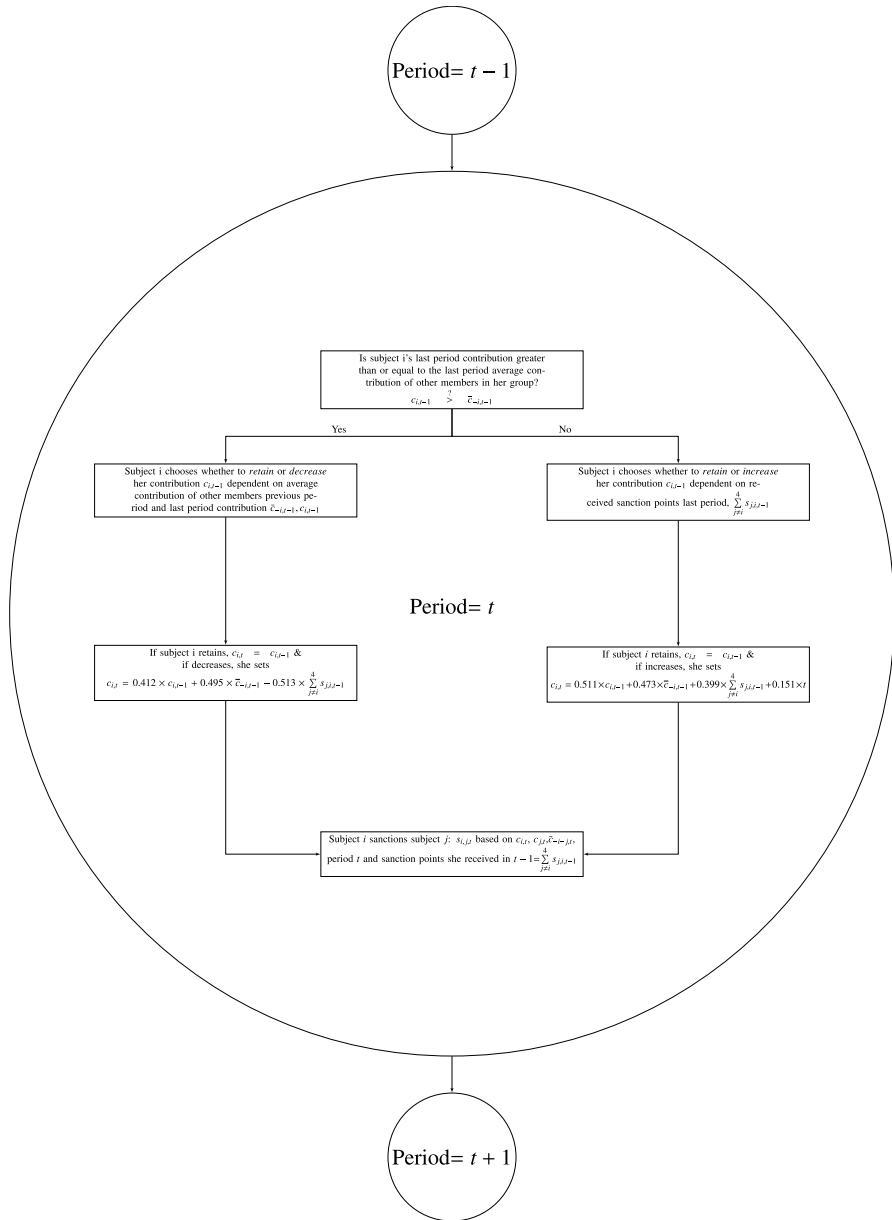 Period= t − 1
Is subject i's last period contribution greater
than or equal to the last period average con-
tribution of other members in her group?
c_{i,t−1} >^{?} c̄_{−i,t−1}
Yes
No
Subject i chooses whether to retain or decrease
her contribution c_{i,t−1} dependent on average
contribution of other members previous pe-
riod and last period contribution c̄_{−i,t−1}, c_{i,t−1}
Subject i chooses whether to retain or increase
her contribution c_{i,t−1} dependent on re-
ceived sanction points last period, ∑_{j≠i}^{4} s_{j,i,t−1}
Period= t
If subject i retains, c_{i,t} = c_{i,t−1} &
if decreases, she sets
c_{i,t} = 0.412 × c_{i,t−1} + 0.495 × c̄_{−i,t−1} − 0.513 × ∑_{j≠i}^{4} s_{j,i,t−1}
If subject i retains, c_{i,t} = c_{i,t−1} &
if increases, she sets
c_{i,t} = 0.511×c_{i,t−1}+0.473×c̄_{−i,t−1}+0.399×∑_{j≠i}^{4} s_{j,i,t−1}+0.151×t
Subject i sanctions subject j: s_{i,j,t} based on c_{i,t}, c_{j,t},c̄_{−i−j,t},
period t and sanction points she received in t − 1=∑_{j≠i}^{4} s_{j,i,t−1}
Period= t + 1